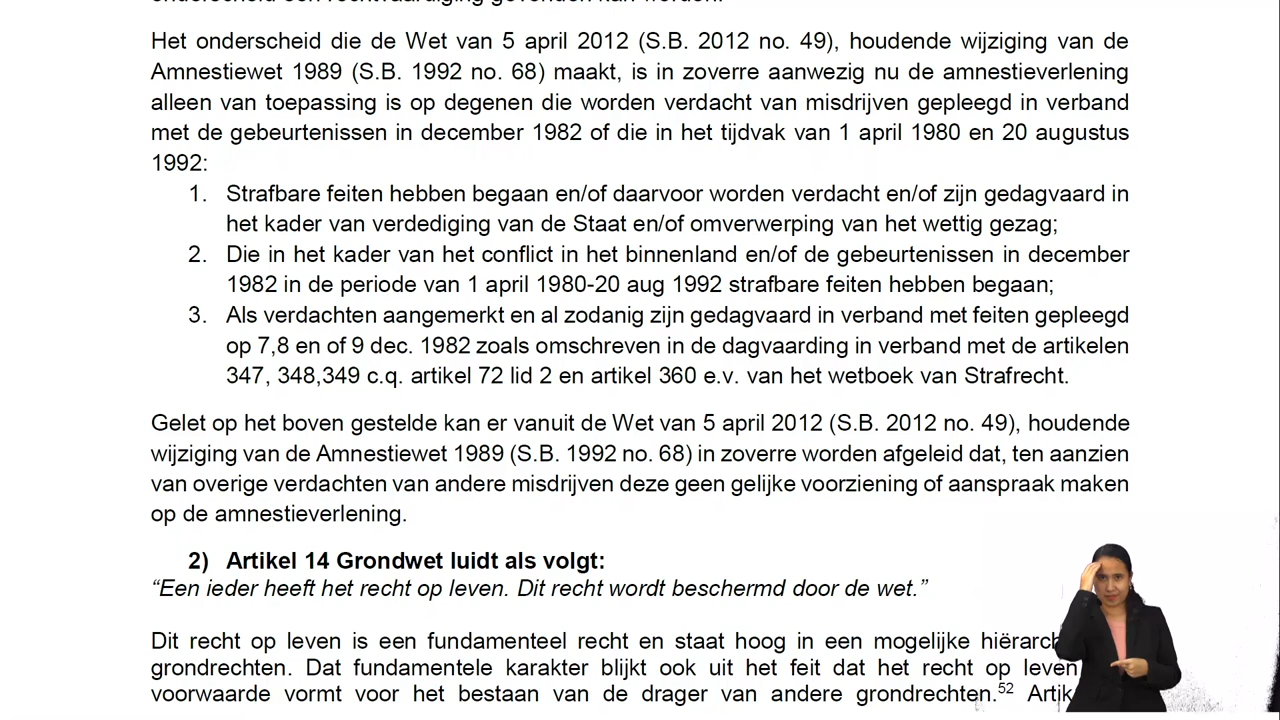 Het onderscheid die de Wet van 5 april 2012 (S.B. 2012 no. 49), houdende wijziging van de
Amnestiewet 1989 (S.B. 1992 no. 68) maakt, is in zoverre aanwezig nu de amnestieverlening
alleen van toepassing is op degenen die worden verdacht van misdrijven gepleegd in verband
met de gebeurtenissen in december 1982 of die in het tijdvak van 1 april 1980 en 20 augustus
1992:
1. Strafbare feiten hebben begaan en/of daarvoor worden verdacht en/of zijn gedagvaard in
het kader van verdediging van de Staat en/of omverwerping van het wettig gezag;
2. Die in het kader van het conflict in het binnenland en/of de gebeurtenissen in december
1982 in de periode van 1 april 1980-20 aug 1992 strafbare feiten hebben begaan;
3. Als verdachten aangemerkt en al zodanig zijn gedagvaard in verband met feiten gepleegd
op 7,8 en of 9 dec. 1982 zoals omschreven in de dagvaarding in verband met de artikelen
347, 348,349 c.q. artikel 72 lid 2 en artikel 360 e.v. van het wetboek van Strafrecht.
Gelet op het boven gestelde kan er vanuit de Wet van 5 april 2012 (S.B. 2012 no. 49), houdende
wijziging van de Amnestiewet 1989 (S.B. 1992 no. 68) in zoverre worden afgeleid dat, ten aanzien
van overige verdachten van andere misdrijven deze geen gelijke voorziening of aanspraak maken
op de amnestieverlening.
2) Artikel 14 Grondwet luidt als volgt:
“Een ieder heeft het recht op leven. Dit recht wordt beschermd door de wet.”
Dit recht op leven is een fundamenteel recht en staat hoog in een mogelijke
grondrechten. Dat fundamentele karakter blijkt ook uit het feit dat het recht op leven
voorwaarde vormt voor het bestaan van de drager van andere grondrechten.52